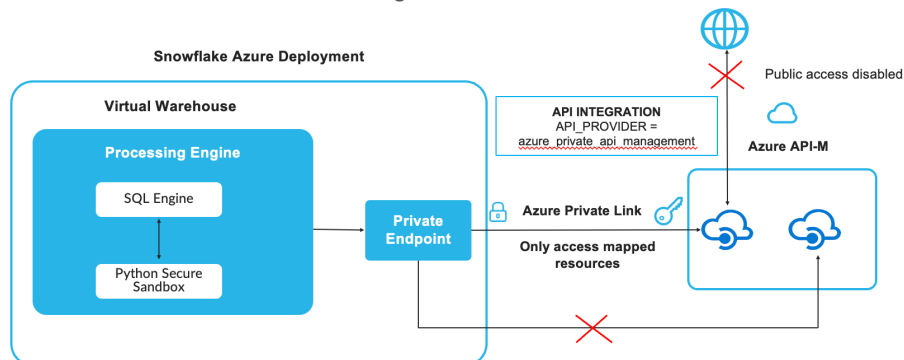 Snowflake Azure Deployment
Public access disabled
Virtual Warehouse
API INTEGRATION
API_PROVIDER =
azure_private_api_management
Azure API-M
Processing Engine
SQL Engine
Private
Endpoint
Azure Private Link
Only access mapped
resources
Python Secure
Sandbox